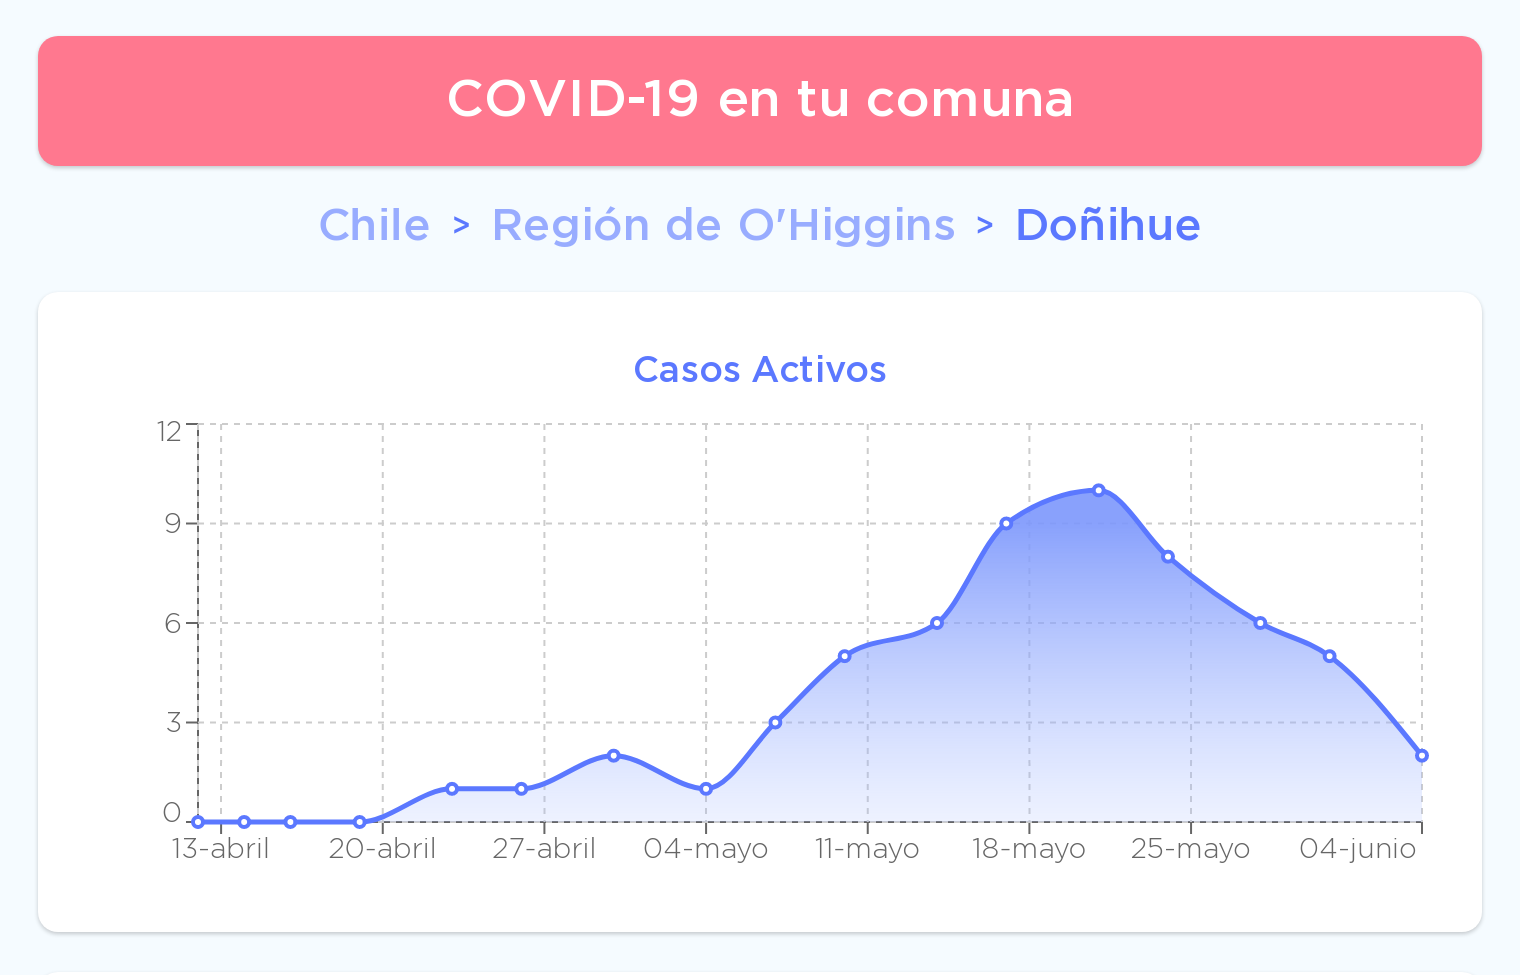 COVID-19 en tu comuna
Chile > Región de O'Higgins > Doñihue
Casos Activos
12
9
6
3
0
13-abril 20-abril 27-abril 04-mayo 11-mayo 18-mayo 25-mayo 04-junio